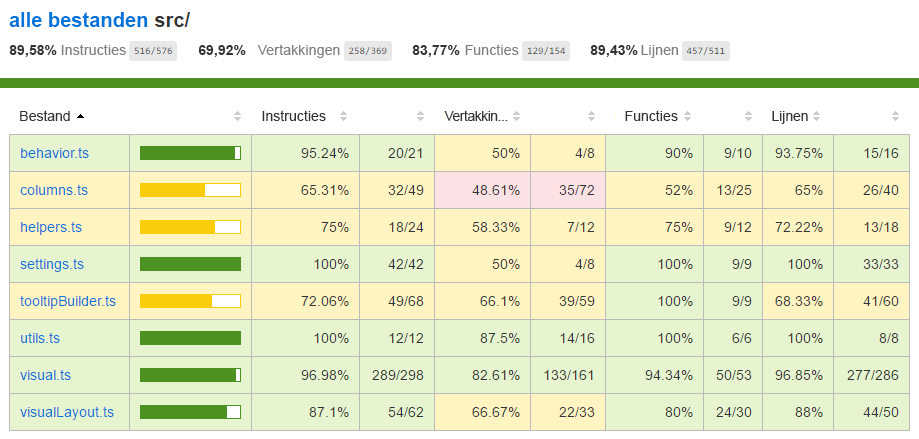 alle bestanden src/
89,58% Instructies 516/576 69,92% Vertakkingen 258/369 83,77% Functies 129/154 89,43% Lijnen 457/511
Bestand Instructies Vertakkin... Functies Lijnen
behavior.ts 95.24% 20/21 50% 4/8 90% 9/10 93.75% 15/16
columns.ts 65.31% 32/49 48.61% 35/72 52% 13/25 65% 26/40
helpers.ts 75% 18/24 58.33% 7/12 75% 9/12 72.22% 13/18
settings.ts 100% 42/42 50% 4/8 100% 9/9 100% 33/33
tooltipBuilder.ts 72.06% 49/68 66.1% 39/59 100% 9/9 68.33% 41/60
utils.ts 100% 12/12 87.5% 14/16 100% 6/6 100% 8/8
visual.ts 96.98% 289/298 82.61% 133/161 94.34% 50/53 96.85% 277/286
visualLayout.ts 87.1% 54/62 66.67% 22/33 80% 24/30 88% 44/50